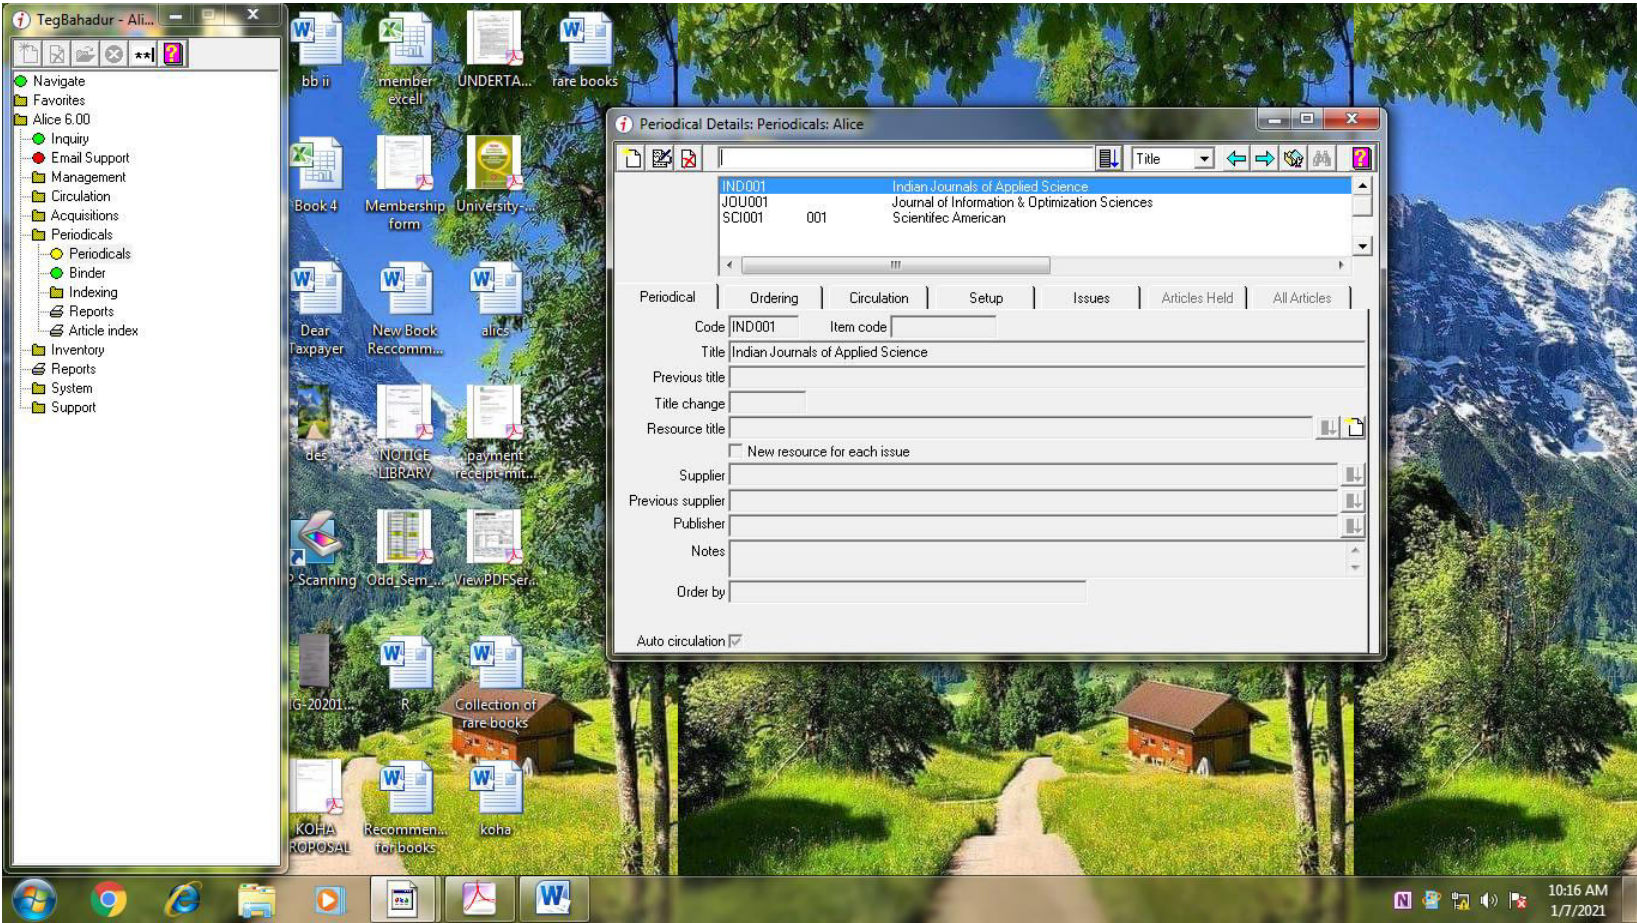 TegBahadur - Ali...
Navigate
Favorites
Alice 6.00
Inquiry
Email Support
Management
Circulation
Acquisitions
Periodicals
Periodicals
Binder
Indexing
Reports
Article index
Inventory
Reports
System
Support
bb ii
member
excell
UNDERTA...
rare books
Book 4
Membership
form
University-...
Dear
Taxpayer
New Book
Reccomm...
alics
des
NOTICE
LIBRARY
payment
receipt-mit...
P Scanning
Odd_Sem_...
ViewPDFSer...
G-20201...
R
Collection of
rare books
KOHA
ROPOSAL
Recommen...
for books
koha
Periodical Details: Periodicals: Alice
Title
IND001 Indian Journals of Applied Science
JOU001 Journal of Information & Optimization Sciences
SCI001 001 Scientifec American
Periodical Ordering Circulation Setup Issues Articles Held All Articles
Code IND001 Item code
Title Indian Journals of Applied Science
Previous title
Title change
Resource title
New resource for each issue
Supplier
Previous supplier
Publisher
Notes
Order by
Auto circulation
10:16 AM
1/7/2021